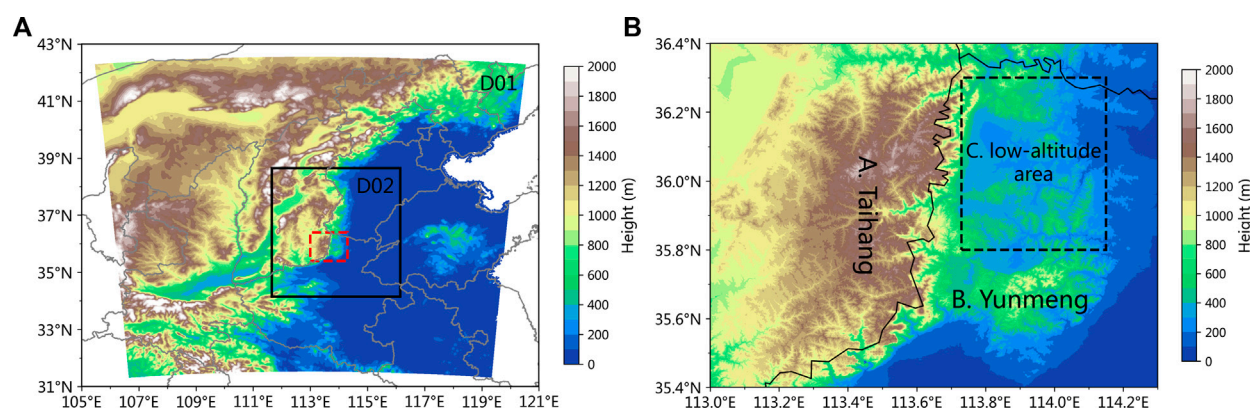 A
43°N
41°N
39°N
37°N
35°N
33°N
31°N
105°E
107°E
109°E
111°E
113°E
115°E
117°E
119°E
121°E
D01
D02
2000
1800
1600
1400
1200
1000
800
600
400
200
0
Height (m)
B
36.4°N
36.2°N
36.0°N
35.8°N
35.6°N
35.4°N
113.0°E
113.2°E
113.4°E
113.6°E
113.8°E
114.0°E
114.2°E
A. Taihang
C. low-altitude
area
B. Yunmeng
2000
1800
1600
1400
1200
1000
800
600
400
200
0
Height (m)